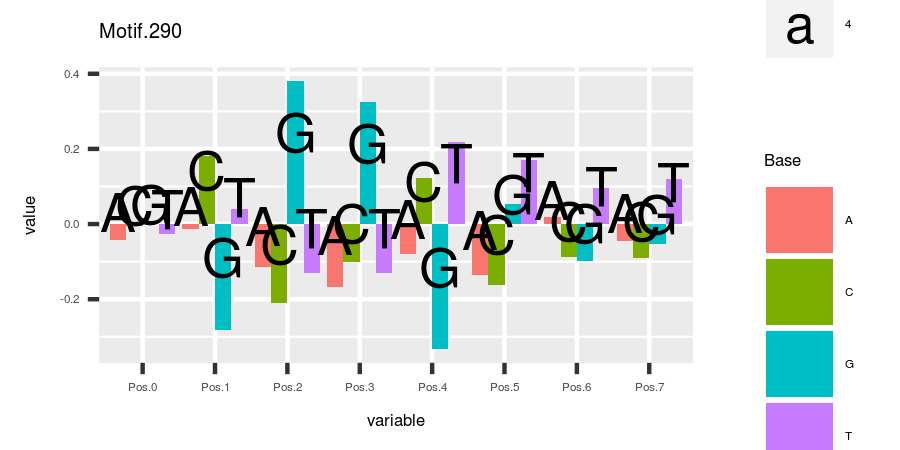 Motif.290
a 4
0.4
0.2
0.0
-0.2
value
A C G T A C G T A C G T A C G T A C G T A C G T A C G T A C G T
Pos.0 Pos.1 Pos.2 Pos.3 Pos.4 Pos.5 Pos.6 Pos.7
variable
Base
A
C
G
T